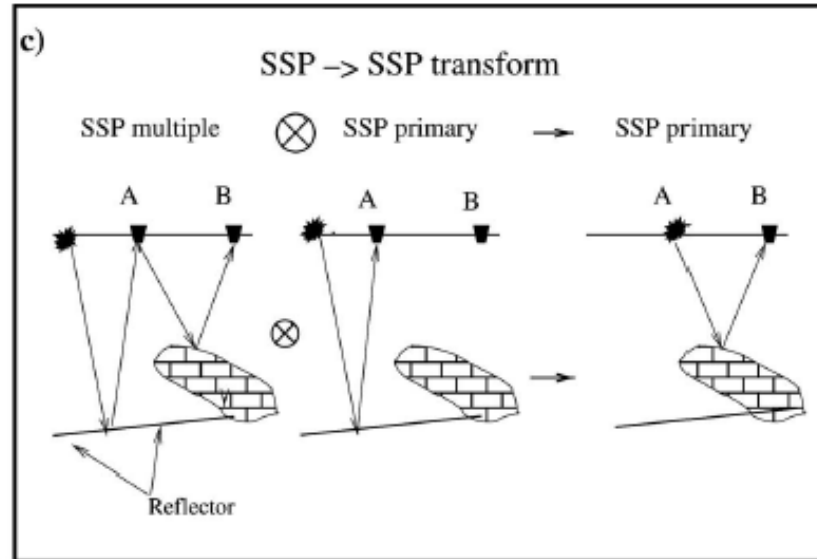 c)
SSP –> SSP transform
SSP multiple ⊗ SSP primary → SSP primary
A B A B A B
⊗ →
Reflector